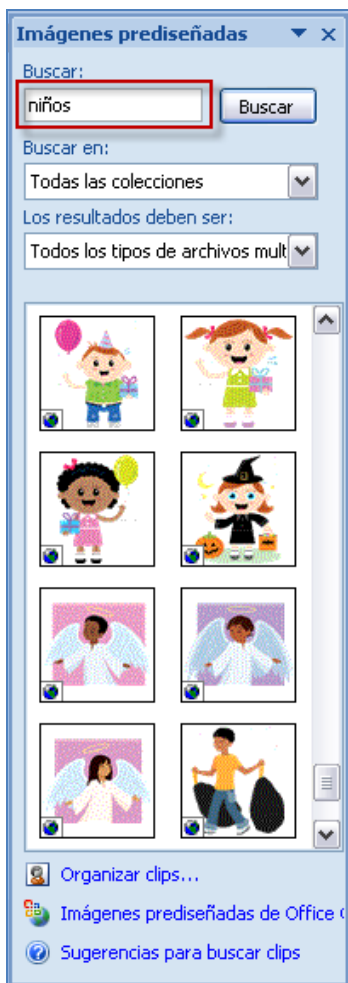 Imágenes prediseñadas
Buscar:
niños
Buscar
Buscar en:
Todas las colecciones
Los resultados deben ser:
Todos los tipos de archivos mult
Organizar clips...
Imágenes prediseñadas de Office
Sugerencias para buscar clips